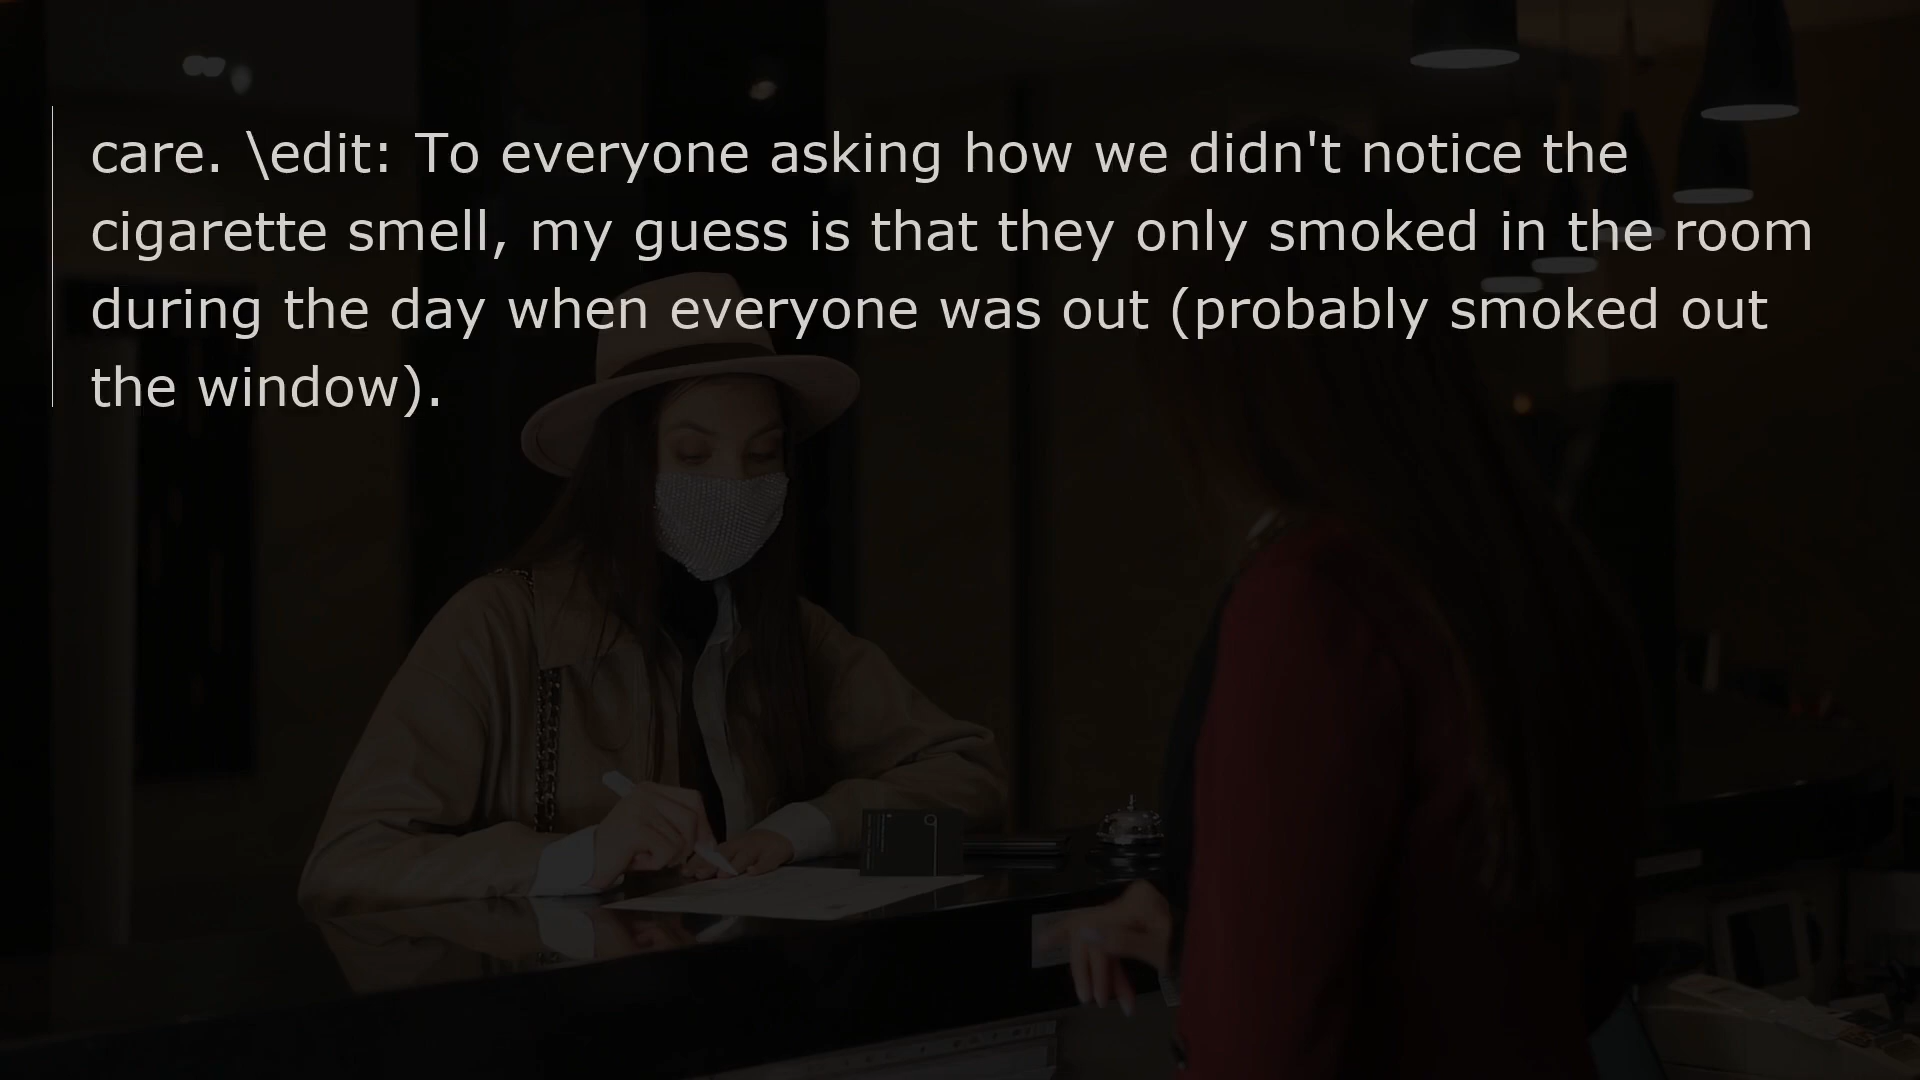 care. \edit: To everyone asking how we didn't notice the
cigarette smell, my guess is that they only smoked in the room
during the day when everyone was out (probably smoked out
the window).